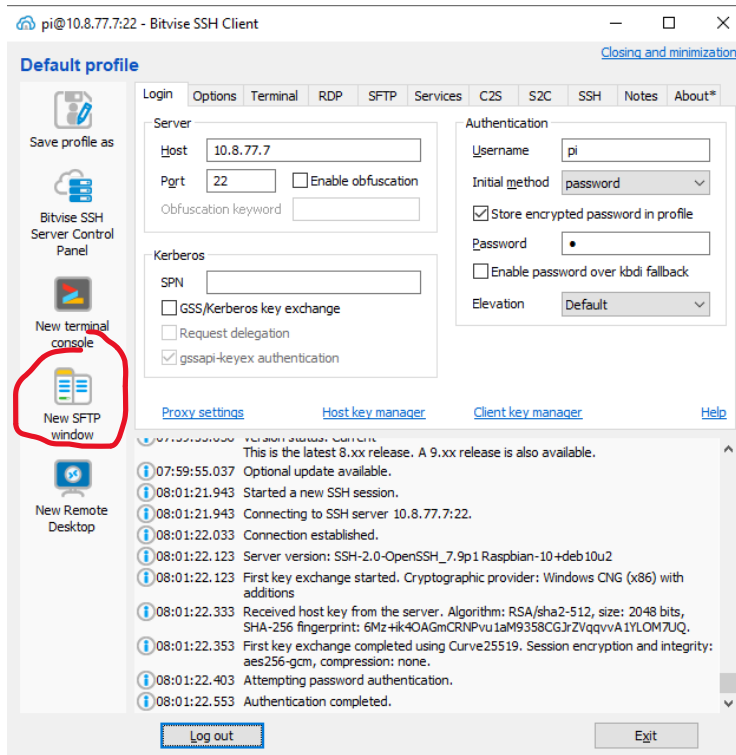 pi@10.8.77.7:22 - Bitvise SSH Client
Closing and minimization
Default profile
Save profile as
Bitvise SSH
Server Control
Panel
New terminal
console
New SFTP
window
New Remote
Desktop
Login Options Terminal RDP SFTP Services C2S S2C SSH Notes About*
Server
Host 10.8.77.7
Port 22 Enable obfuscation
Obfuscation keyword
Kerberos
SPN
GSS/Kerberos key exchange
Request delegation
gssapi-keyex authentication
Authentication
Username pi
Initial method password
Store encrypted password in profile
Password
Enable password over kbdi fallback
Elevation Default
Proxy settings Host key manager Client key manager Help
This is the latest 8.xx release. A 9.xx release is also available.
07:59:55.037 Optional update available.
08:01:21.943 Started a new SSH session.
08:01:21.943 Connecting to SSH server 10.8.77.7:22.
08:01:22.033 Connection established.
08:01:22.123 Server version: SSH-2.0-OpenSSH_7.9p1 Raspbian-10+deb10u2
08:01:22.123 First key exchange started. Cryptographic provider: Windows CNG (x86) with
additions
08:01:22.333 Received host key from the server. Algorithm: RSA/sha2-512, size: 2048 bits,
SHA-256 fingerprint: 6Mz+ik4OAGmCRNPvu1aM9358CGJrZVqqvvA1YLOM7UQ.
08:01:22.353 First key exchange completed using Curve25519. Session encryption and integrity:
aes256-gcm, compression: none.
08:01:22.403 Attempting password authentication.
08:01:22.553 Authentication completed.
Log out
Exit